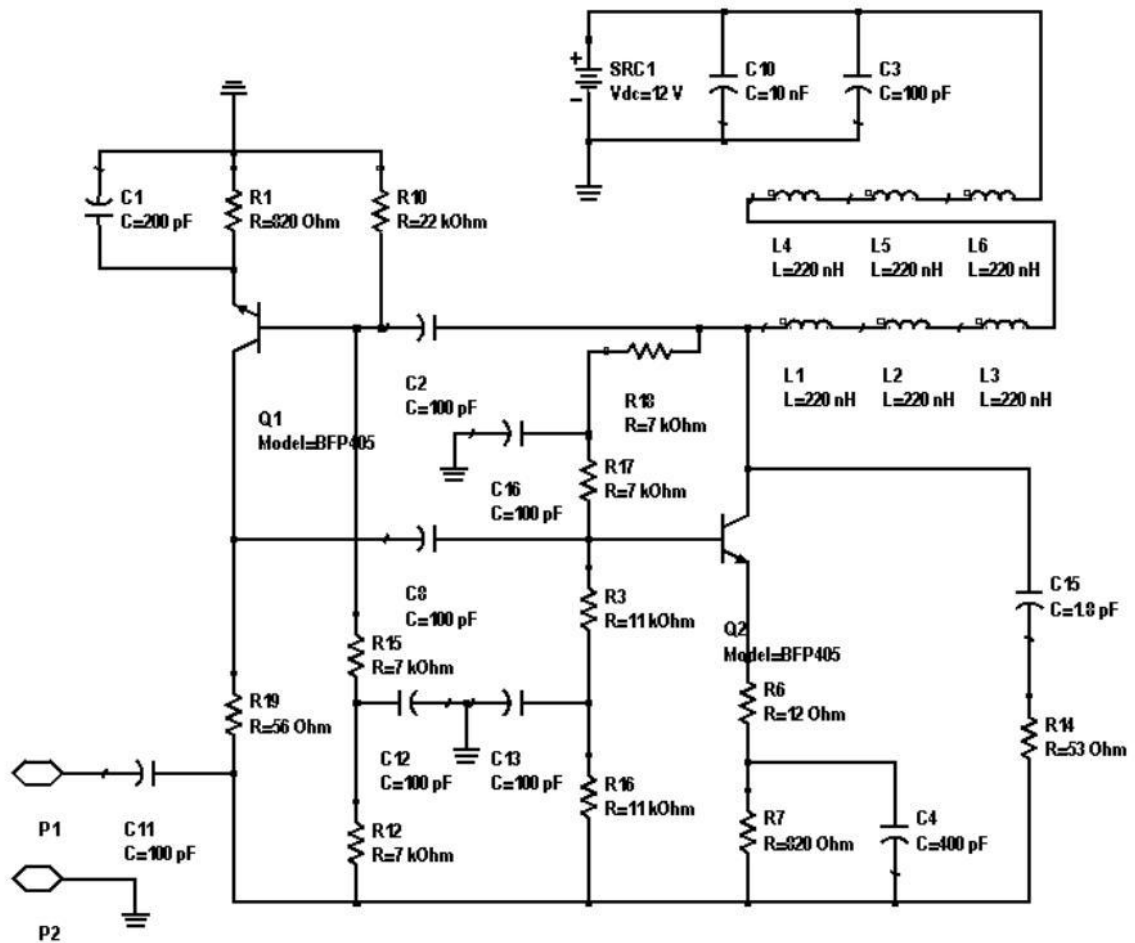 SRC1
Vdc=12 V
C10
C=10 nF
C3
C=100 pF
C1
C=200 pF
R1
R=820 Ohm
R10
R=22 kOhm
L4
L=220 nH
L5
L=220 nH
L6
L=220 nH
C2
C=100 pF
L1
L=220 nH
L2
L=220 nH
L3
L=220 nH
Q1
Model=BFP405
R18
R=7 kOhm
R17
R=7 kOhm
C16
C=100 pF
C8
C=100 pF
R3
R=11 kOhm
Q2
Model=BFP405
C15
C=1.8 pF
R15
R=7 kOhm
R19
R=56 Ohm
R6
R=12 Ohm
R14
R=53 Ohm
C12
C=100 pF
C13
C=100 pF
R16
R=11 kOhm
P1
C11
C=100 pF
R12
R=7 kOhm
R7
R=820 Ohm
C4
C=400 pF
P2